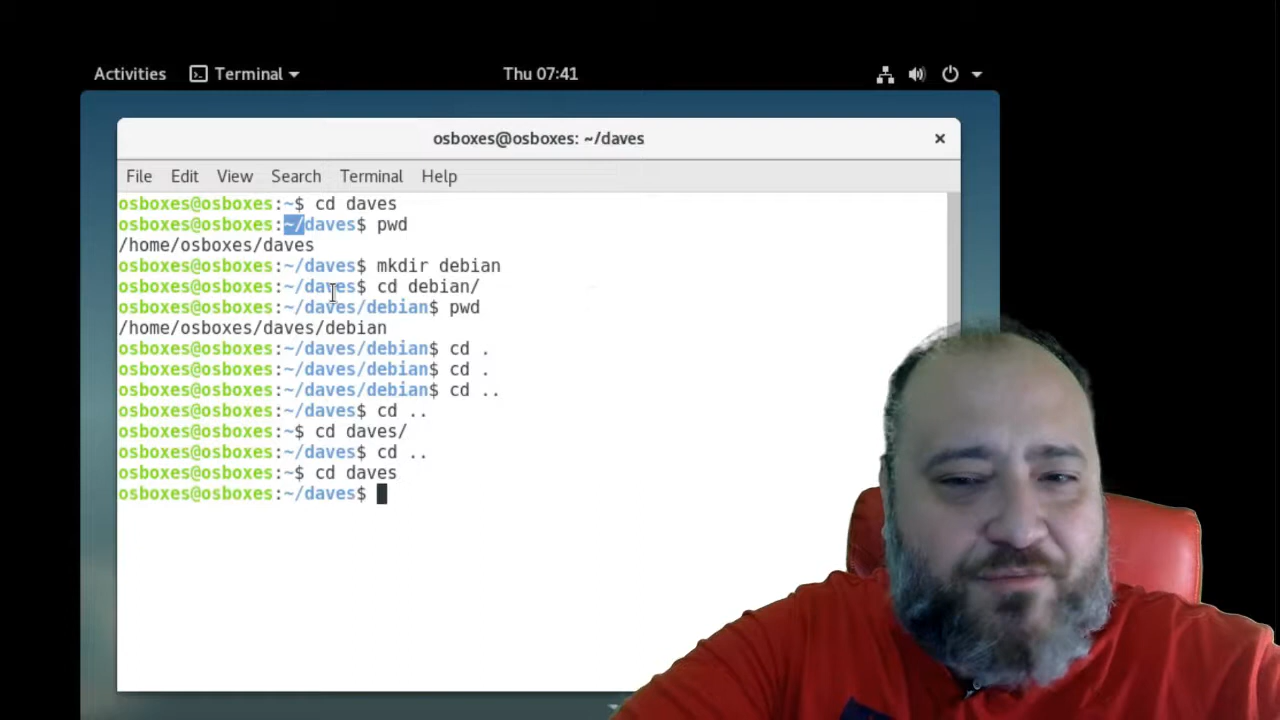 Activities Terminal Thu 07:41
osboxes@osboxes: ~/daves ×
File Edit View Search Terminal Help
osboxes@osboxes:~$ cd daves
osboxes@osboxes:~/daves$ pwd
/home/osboxes/daves
osboxes@osboxes:~/daves$ mkdir debian
osboxes@osboxes:~/daves$ cd debian/
osboxes@osboxes:~/daves/debian$ pwd
/home/osboxes/daves/debian
osboxes@osboxes:~/daves/debian$ cd .
osboxes@osboxes:~/daves/debian$ cd .
osboxes@osboxes:~/daves/debian$ cd ..
osboxes@osboxes:~/daves$ cd ..
osboxes@osboxes:~$ cd daves/
osboxes@osboxes:~/daves$ cd ..
osboxes@osboxes:~$ cd daves
osboxes@osboxes:~/daves$